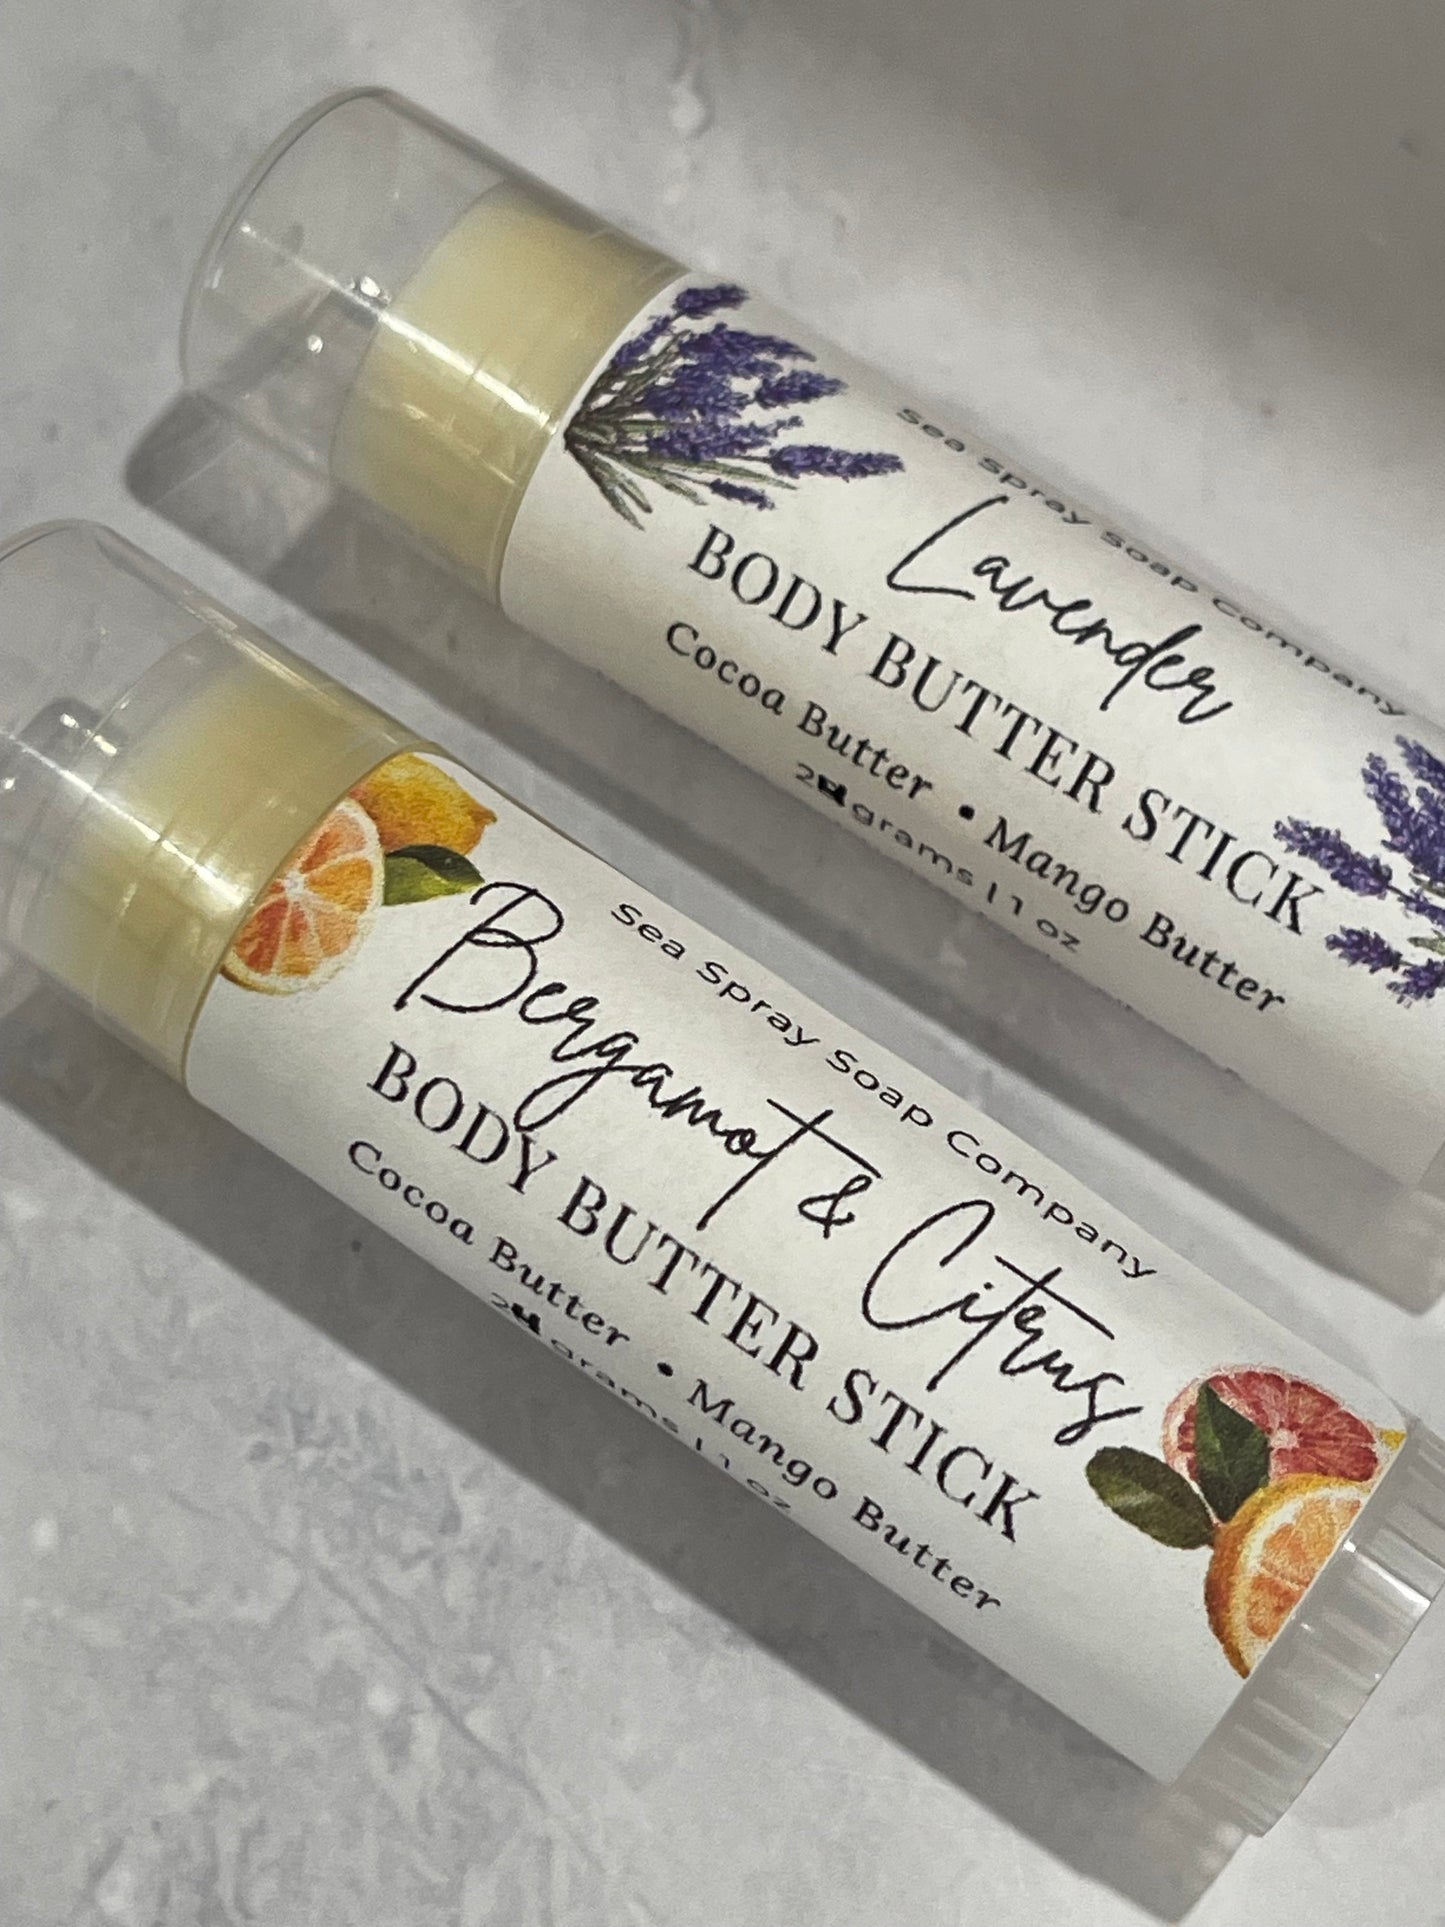 Sea Spray Soap Company
Lavender
BODY BUTTER STICK
Cocoa Butter • Mango Butter
grams | 1 oz
Sea Spray Soap Company
Bergamot & Citrus
BODY BUTTER STICK
Cocoa Butter • Mango Butter
grams | 1 oz